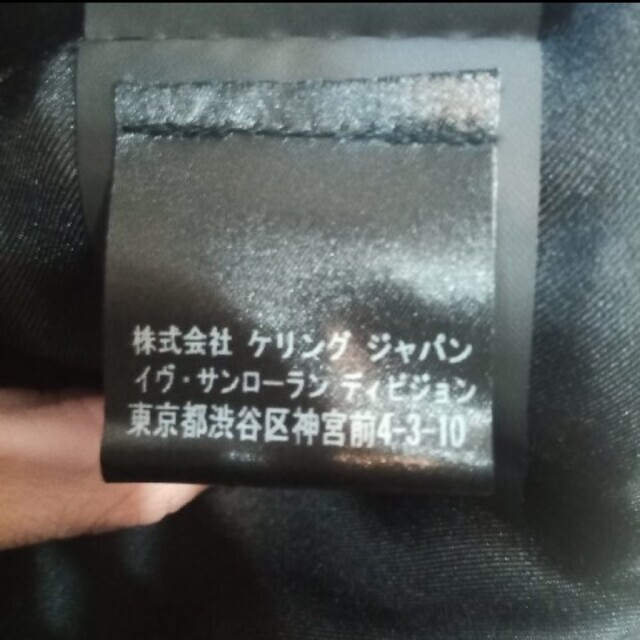 株式会社 ケリング ジャパン
イヴ・サンローラン ディビジョン
東京都渋谷区神宮前4-3-10